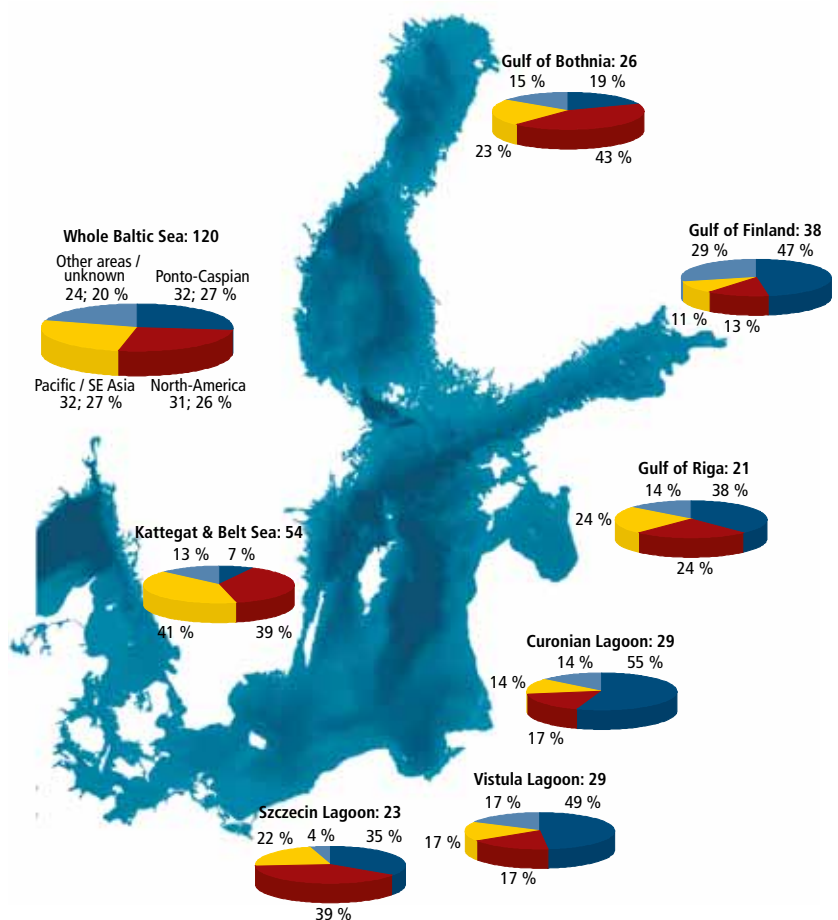 Gulf of Bothnia: 26
15 % 19 %
23 % 43 %
Gulf of Finland: 38
29 % 47 %
11 % 13 %
Whole Baltic Sea: 120
Other areas /
unknown
24; 20 %
Ponto-Caspian
32; 27 %
Pacific / SE Asia
32; 27 %
North-America
31; 26 %
Gulf of Riga: 21
14 % 38 %
24 %
24 %
Kattegat & Belt Sea: 54
13 % 7 %
41 % 39 %
Curonian Lagoon: 29
14 % 55 %
14 %
17 %
Vistula Lagoon: 29
17 % 49 %
17 %
17 %
Szczecin Lagoon: 23
22 % 4 % 35 %
39 %